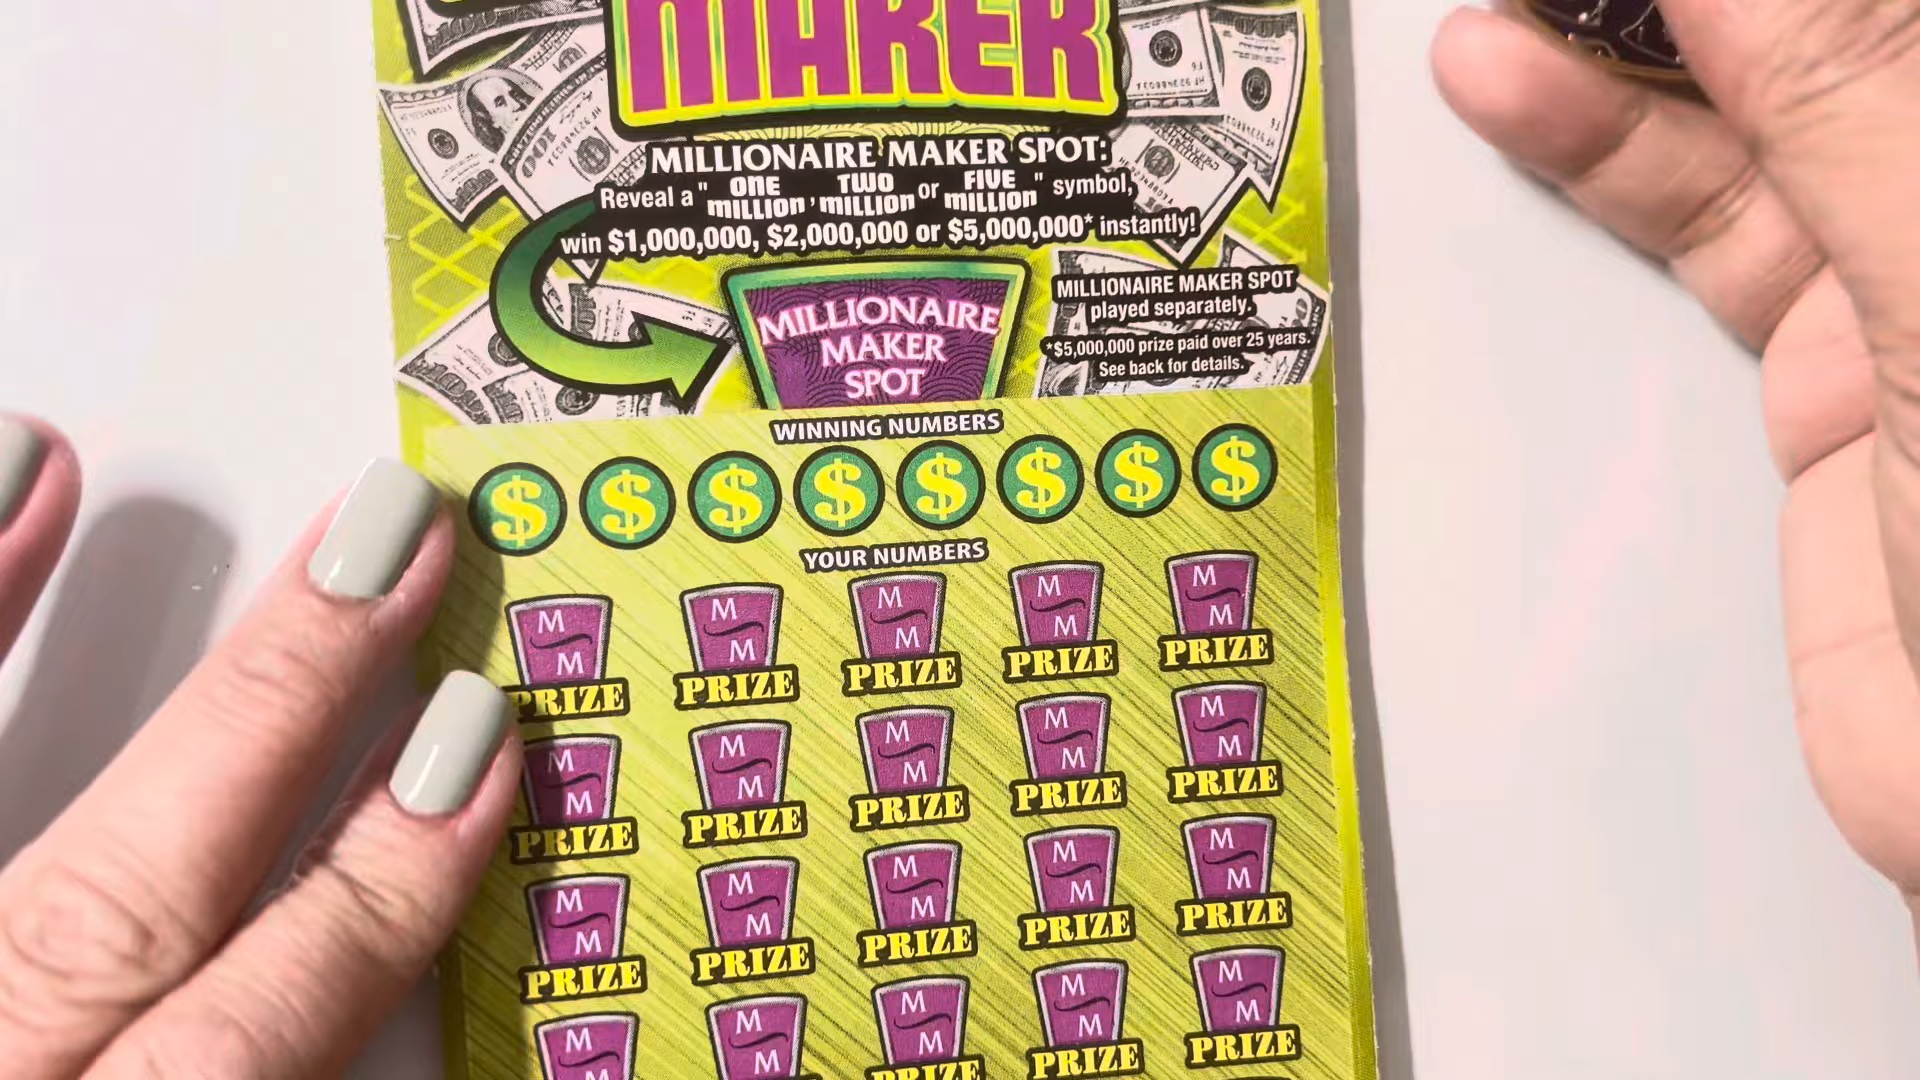 MAKER
MILLIONAIRE MAKER SPOT:
Reveal a "ONE MILLION", "TWO MILLION" or "FIVE MILLION" symbol,
win $1,000,000, $2,000,000 or $5,000,000* instantly!
MILLIONAIRE
MAKER
SPOT
MILLIONAIRE MAKER SPOT
played separately.
*$5,000,000 prize paid over 25 years.
See back for details.
WINNING NUMBERS
$ $ $ $ $ $ $ $
YOUR NUMBERS
M M M M M
M M M M M
PRIZE PRIZE PRIZE PRIZE PRIZE
M M M M M
M M M M M
PRIZE PRIZE PRIZE PRIZE PRIZE
M M M M M
M M M M M
PRIZE PRIZE PRIZE PRIZE PRIZE
M M M M M
M M M M M
PRIZE PRIZE PRIZE